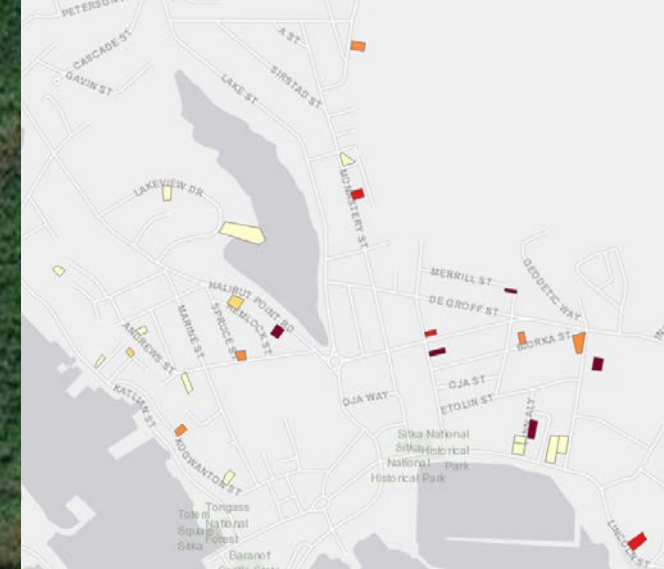 PETERSON
CASCADE ST
GAVIN ST
A ST
SIRSTAD ST
LAKE ST
LAKEVIEW DR
MONASTERY ST
MERRILL ST
GEODETIC WAY
DE GROFF ST
HALIBUT POINT RD
HEMLOCK ST
SPRUCE ST
MARINE ST
ANDREWS ST
KATLIAN ST
BIORKA ST
OJA ST
OJA WAY
ETOLIN ST
KOGWANTON ST
Sitka National
Historical
Park
Sitka
National
Historical Park
Tongass
National
Forest
Totem
Square
Sitka
Baranof
LINCOLN ST